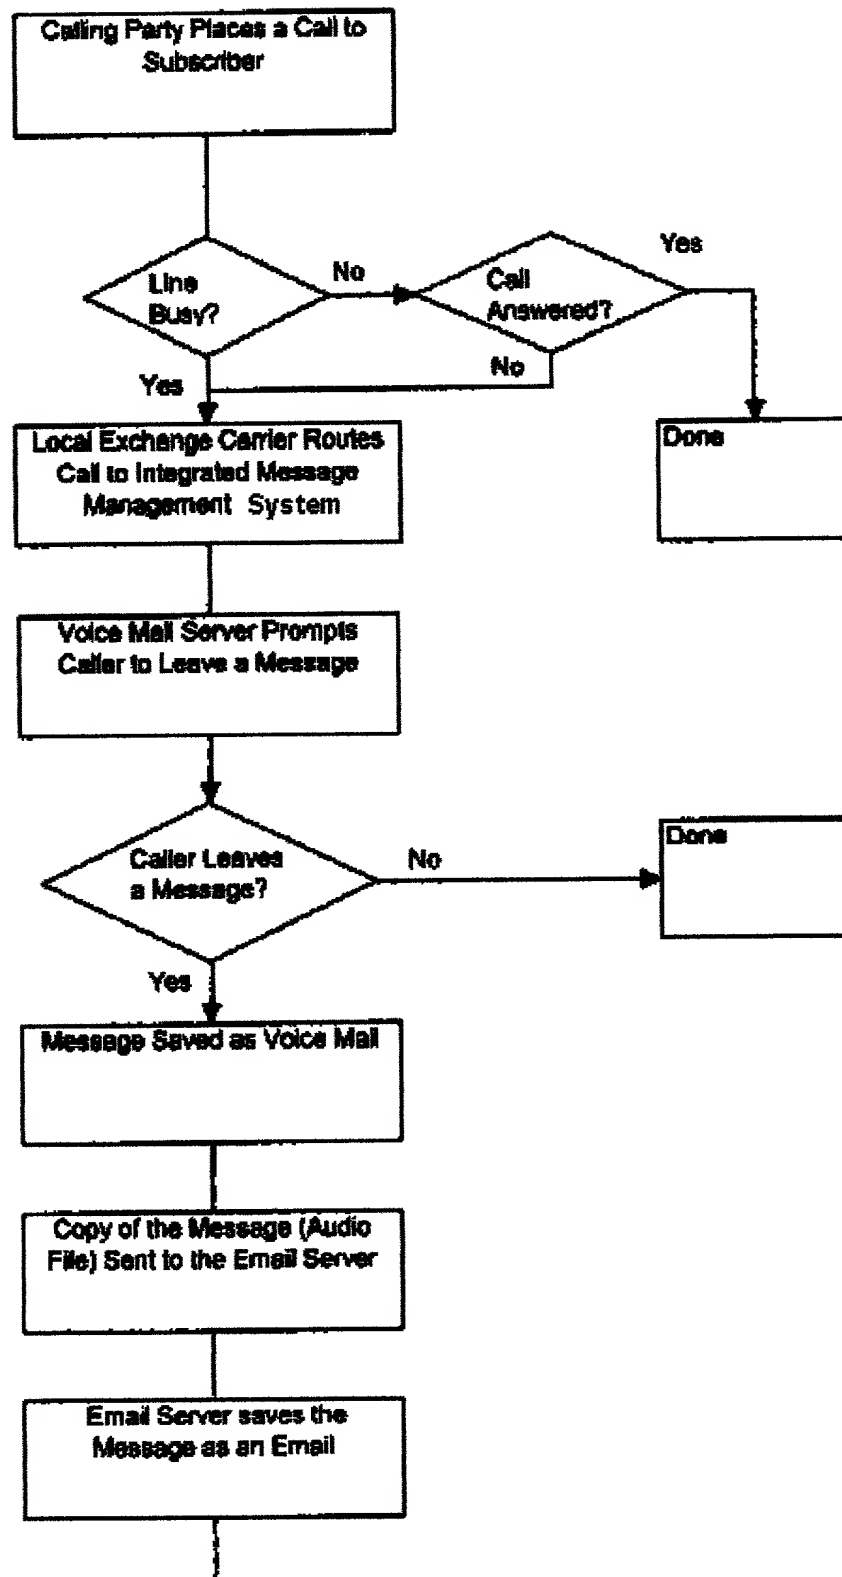 Calling Party Places a Call to
Subscriber
Line
Busy?
No
Call
Answered?
Yes
Yes
No
Local Exchange Carrier Routes
Call to Integrated Message
Management System
Done
Voice Mail Server Prompts
Caller to Leave a Message
Caller Leaves
a Message?
No
Done
Yes
Message Saved as Voice Mail
Copy of the Message (Audio
File) Sent to the Email Server
Email Server saves the
Message as an Email